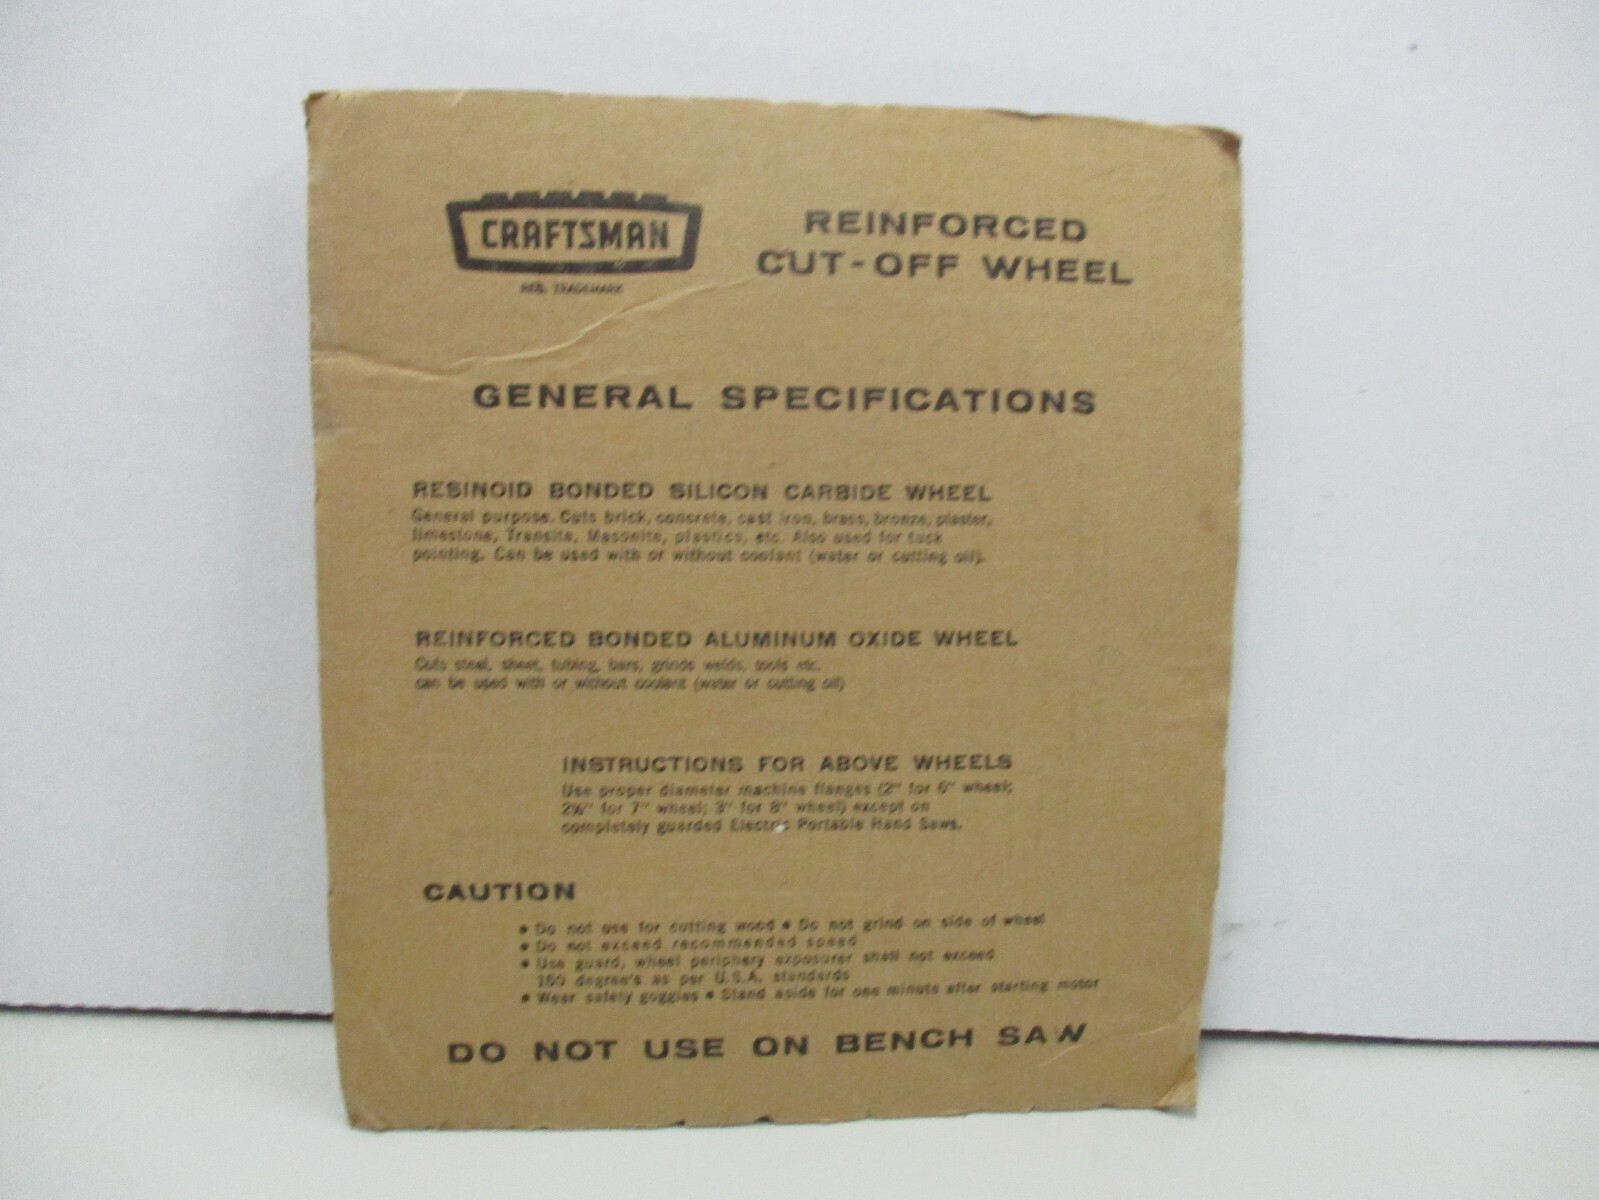 CRAFTSMAN
REG. TRADEMARK
REINFORCED
CUT-OFF WHEEL
GENERAL SPECIFICATIONS
RESINOID BONDED SILICON CARBIDE WHEEL
General purpose. Cuts brick, concrete, cast iron, brass, bronze, plaster,
limestone, Transite, Masonite, plastics, etc. Also used for tuck
pointing. Can be used with or without coolant (water or cutting oil).
REINFORCED BONDED ALUMINUM OXIDE WHEEL
Cuts steel, sheet, tubing, bars, grinds welds, tools etc.
can be used with or without coolant (water or cutting oil)
INSTRUCTIONS FOR ABOVE WHEELS
Use proper diameter machine flanges (2" for 6" wheel;
for 7" wheel; 3" for 8" wheel) except on
completely guarded Electric Portable Hand Saws.
CAUTION
• Do not use for cutting wood • Do not grind on side of wheel
• Do not exceed recommended speed
• Use guard, wheel periphery exposurer shall not exceed
150 degree's as per U.S.A. standards
• Wear safety goggles • Stand aside for one minute after starting motor
DO NOT USE ON BENCH SAW